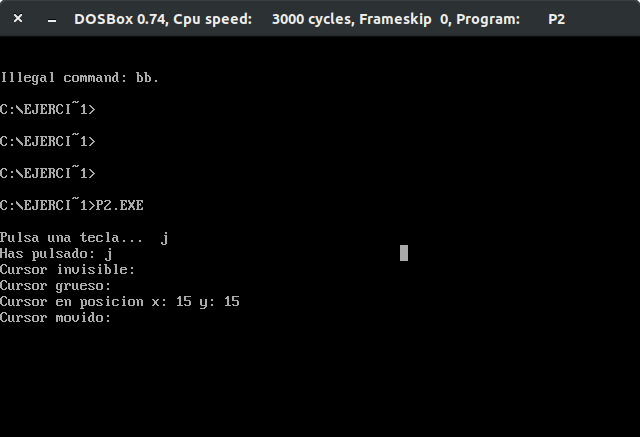 DOSBox 0.74, Cpu speed: 3000 cycles, Frameskip 0, Program: P2
Illegal command: bb.
C:\EJERCI~1>
C:\EJERCI~1>
C:\EJERCI~1>
C:\EJERCI~1>P2.EXE
Pulsa una tecla... j
Has pulsado: j
Cursor invisible:
Cursor grueso:
Cursor en posicion x: 15 y: 15
Cursor movido: